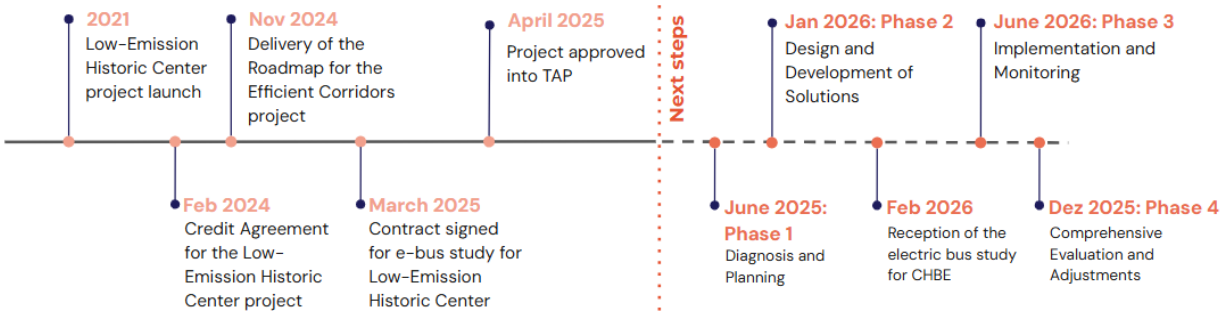 2021
Low-Emission
Historic Center
project launch
Nov 2024
Delivery of the
Roadmap for the
Efficient Corridors
project
April 2025
Project approved
into TAP
Next steps
Jan 2026: Phase 2
Design and
Development of
Solutions
June 2026: Phase 3
Implementation and
Monitoring
Feb 2024
Credit Agreement
for the Low-
Emission Historic
Center project
March 2025
Contract signed
for e-bus study for
Low-Emission
Historic Center
June 2025:
Phase 1
Diagnosis and
Planning
Feb 2026
Reception of the
electric bus study
for CHBE
Dez 2025: Phase 4
Comprehensive
Evaluation and
Adjustments